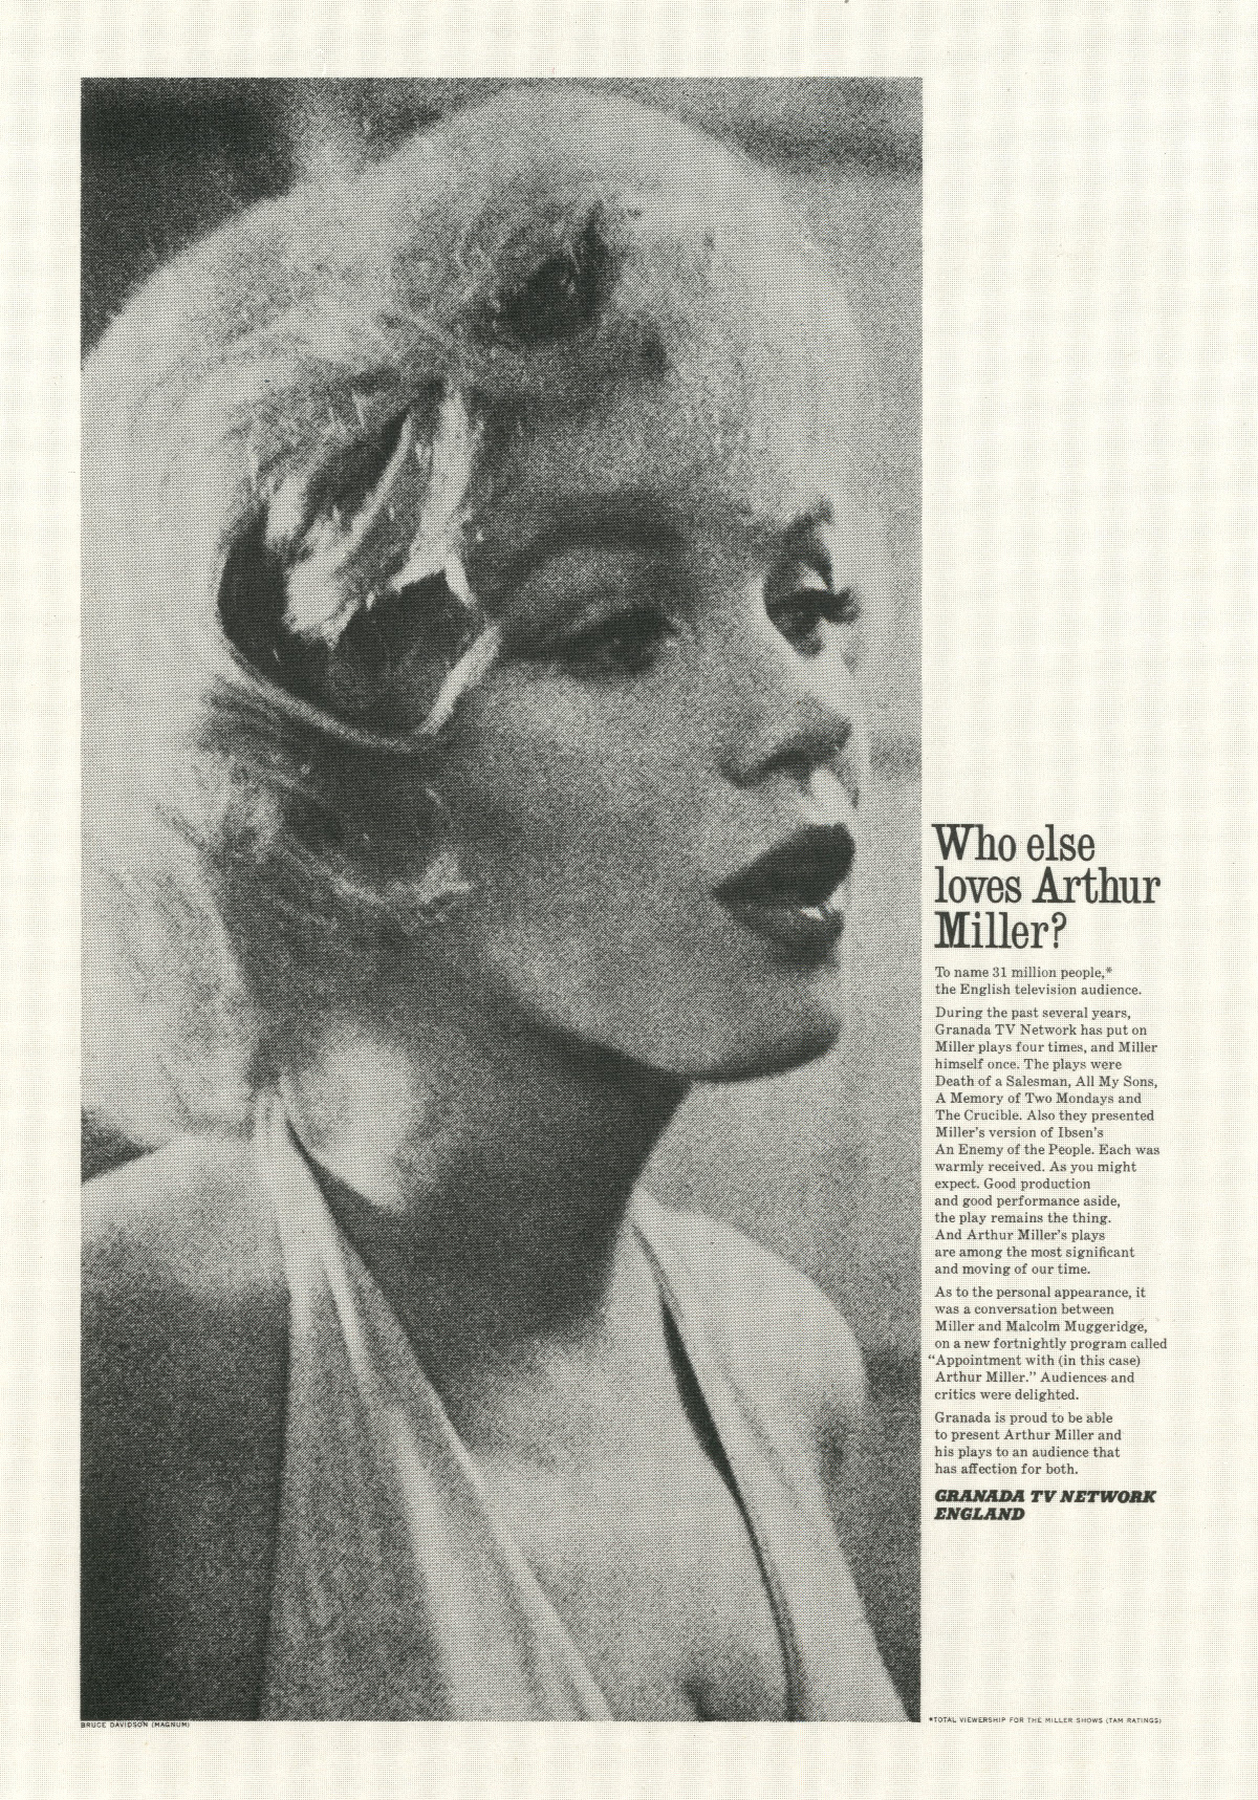 Who else
loves Arthur
Miller?
To name 31 million people,*
the English television audience.
During the past several years,
Granada TV Network has put on
Miller plays four times, and Miller
himself once. The plays were
Death of a Salesman, All My Sons,
A Memory of Two Mondays and
The Crucible. Also they presented
Miller's version of Ibsen's
An Enemy of the People. Each was
warmly received. As you might
expect. Good production
and good performance aside,
the play remains the thing.
And Arthur Miller's plays
are among the most significant
and moving of our time.
As to the personal appearance, it
was a conversation between
Miller and Malcolm Muggeridge,
on a new fortnightly program called
“Appointment with (in this case)
Arthur Miller.” Audiences and
critics were delighted.
Granada is proud to be able
to present Arthur Miller and
his plays to an audience that
has affection for both.
GRANADA TV NETWORK
ENGLAND
BRUCE DAVIDSON (MAGNUM)
*TOTAL VIEWERSHIP FOR THE MILLER SHOWS (TAM RATINGS)